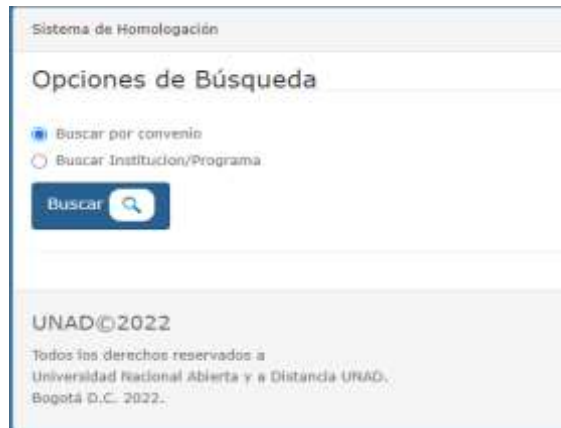 Sistema de Homologación
Opciones de Búsqueda
Buscar por convenio
Buscar Institucion/Programa
Buscar
UNAD©2022
Todos los derechos reservados a
Universidad Nacional Abierta y a Distancia UNAD.
Bogotá D.C. 2022.